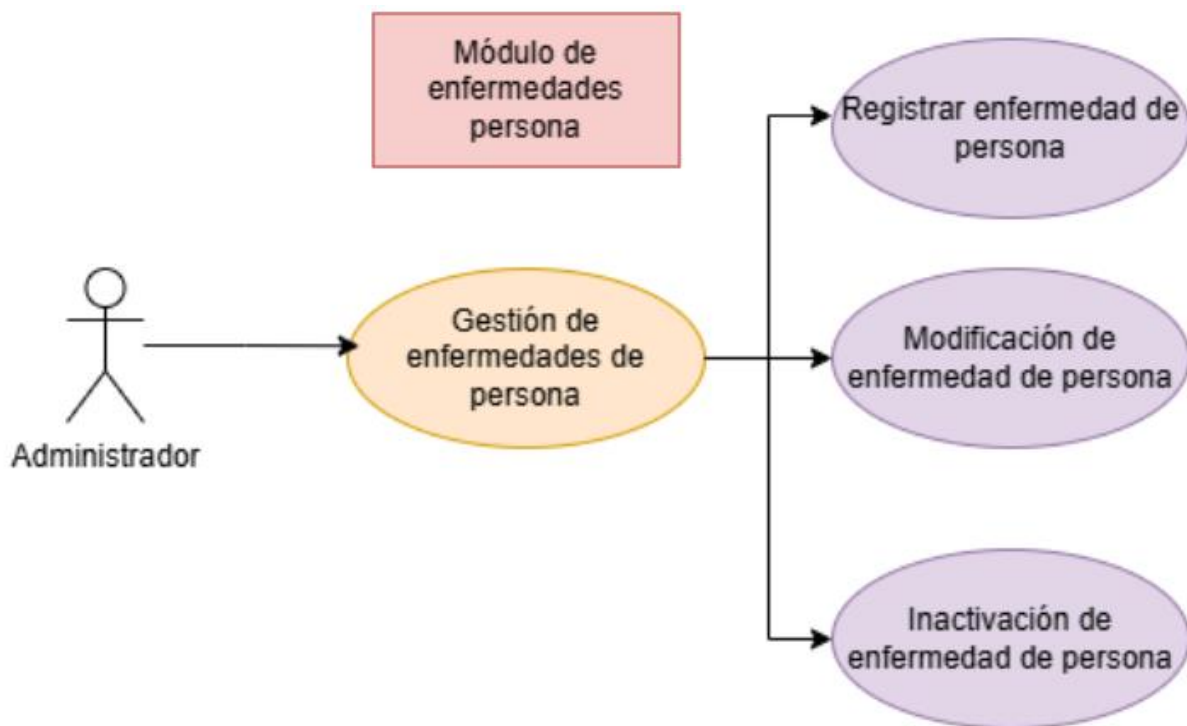 Módulo de
enfermedades
persona
Registrar enfermedad de
persona
Gestión de
enfermedades de
persona
Modificación de
enfermedad de persona
Administrador
Inactivación de
enfermedad de persona